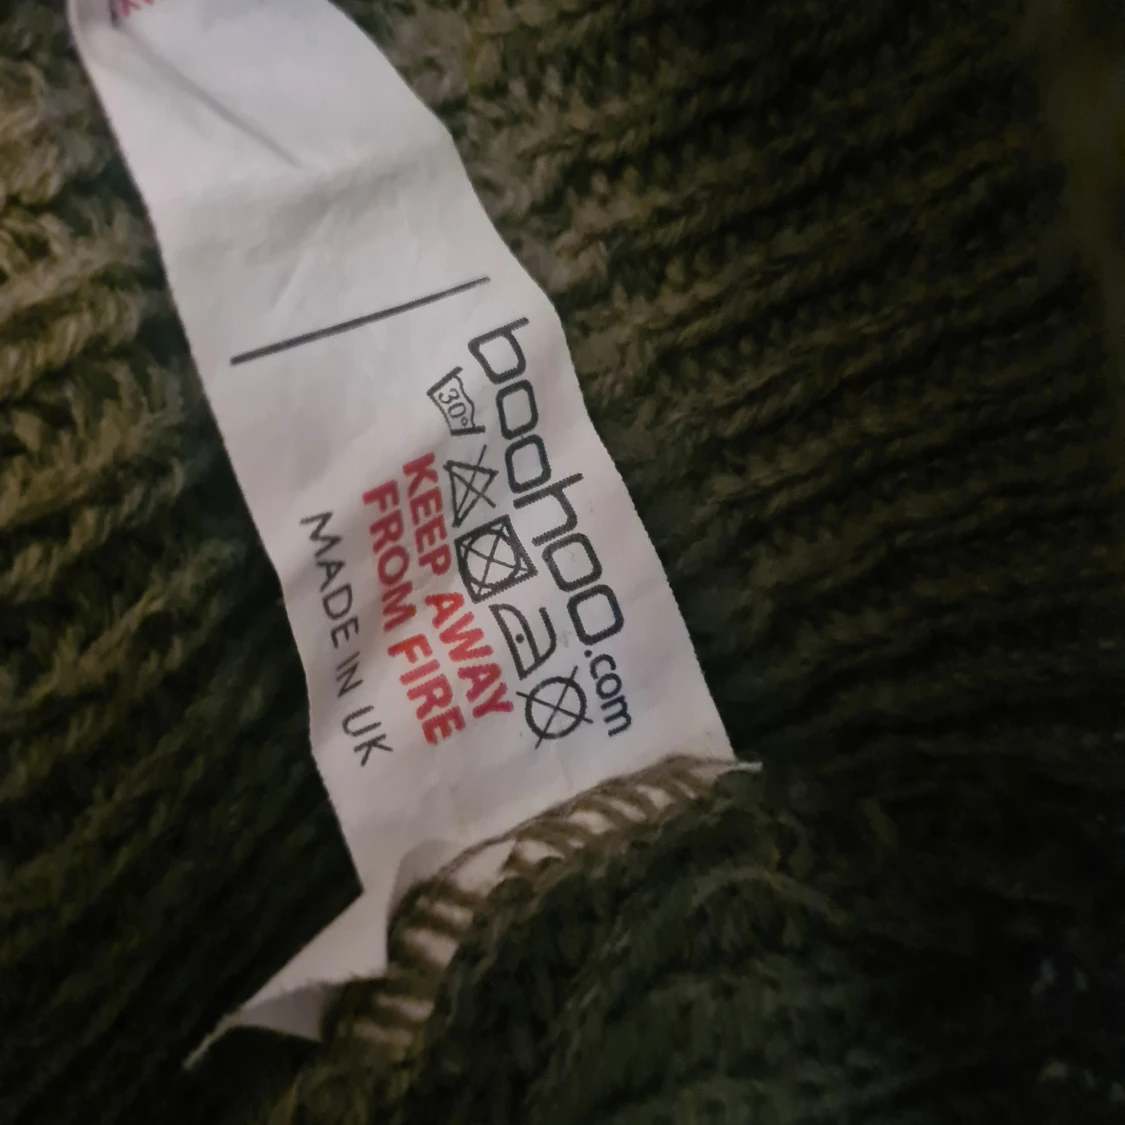 boohoo.com
30°
KEEP AWAY
FROM FIRE
MADE IN UK